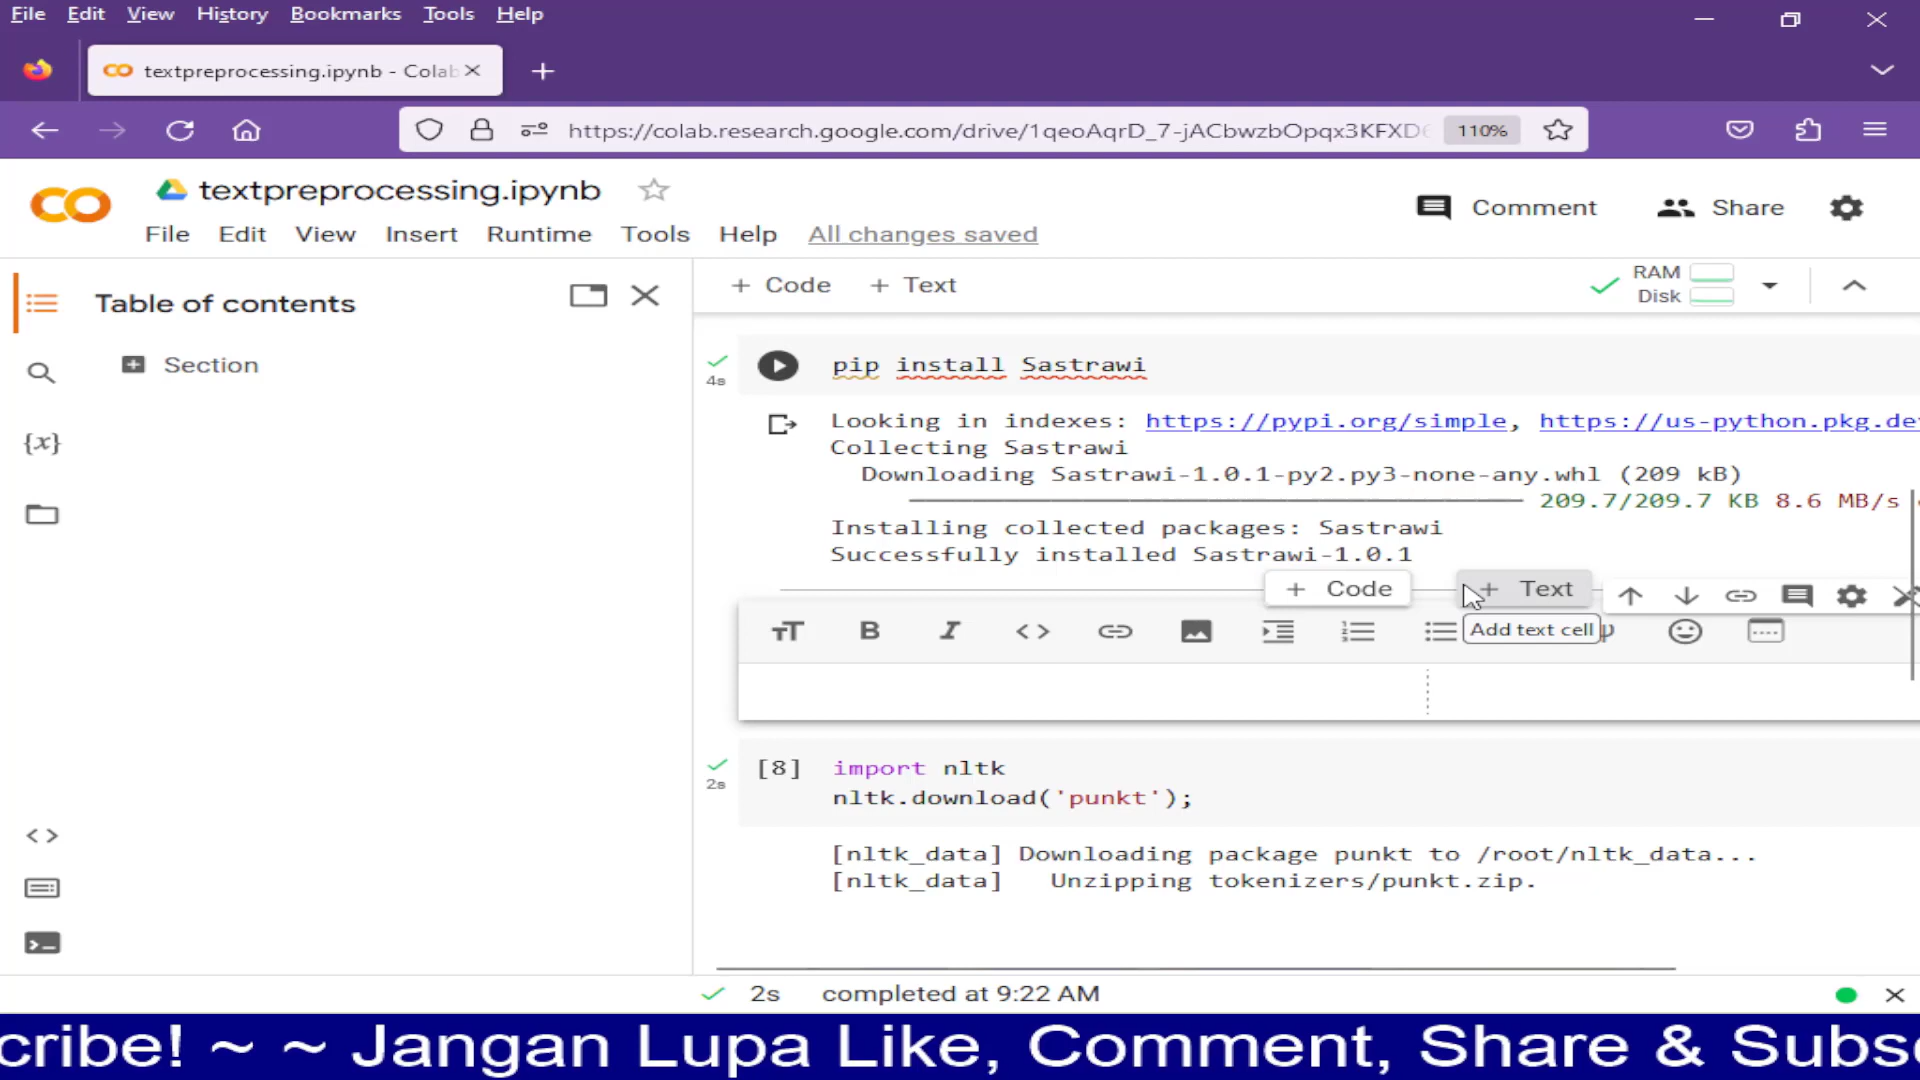 File Edit View History Bookmarks Tools Help
textpreprocessing.ipynb - Colab
https://colab.research.google.com/drive/1qeoAqrD_7-jACbwzbOpqx3KFXD6
110%
textpreprocessing.ipynb
File Edit View Insert Runtime Tools Help All changes saved
Comment
Share
Table of contents
Section
+ Code + Text
RAM
Disk
4s
pip install Sastrawi
Looking in indexes: https://pypi.org/simple, https://us-python.pkg.de
Collecting Sastrawi
Downloading Sastrawi-1.0.1-py2.py3-none-any.whl (209 kB)
209.7/209.7 KB 8.6 MB/s
Installing collected packages: Sastrawi
Successfully installed Sastrawi-1.0.1
+ Code
+ Text
Add text cell
2s
[8]
import nltk
nltk.download('punkt');
[nltk_data] Downloading package punkt to /root/nltk_data...
[nltk_data]   Unzipping tokenizers/punkt.zip.
2s completed at 9:22 AM
cribe! ~ ~ Jangan Lupa Like, Comment, Share & Subs